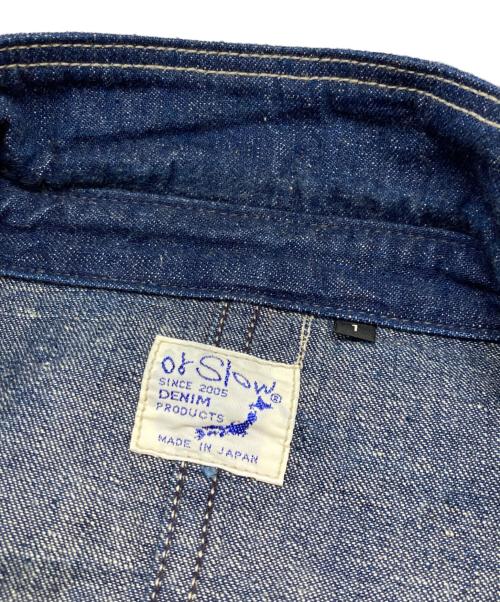 orSlow®
SINCE 2005
DENIM
PRODUCTS
MADE IN JAPAN
1